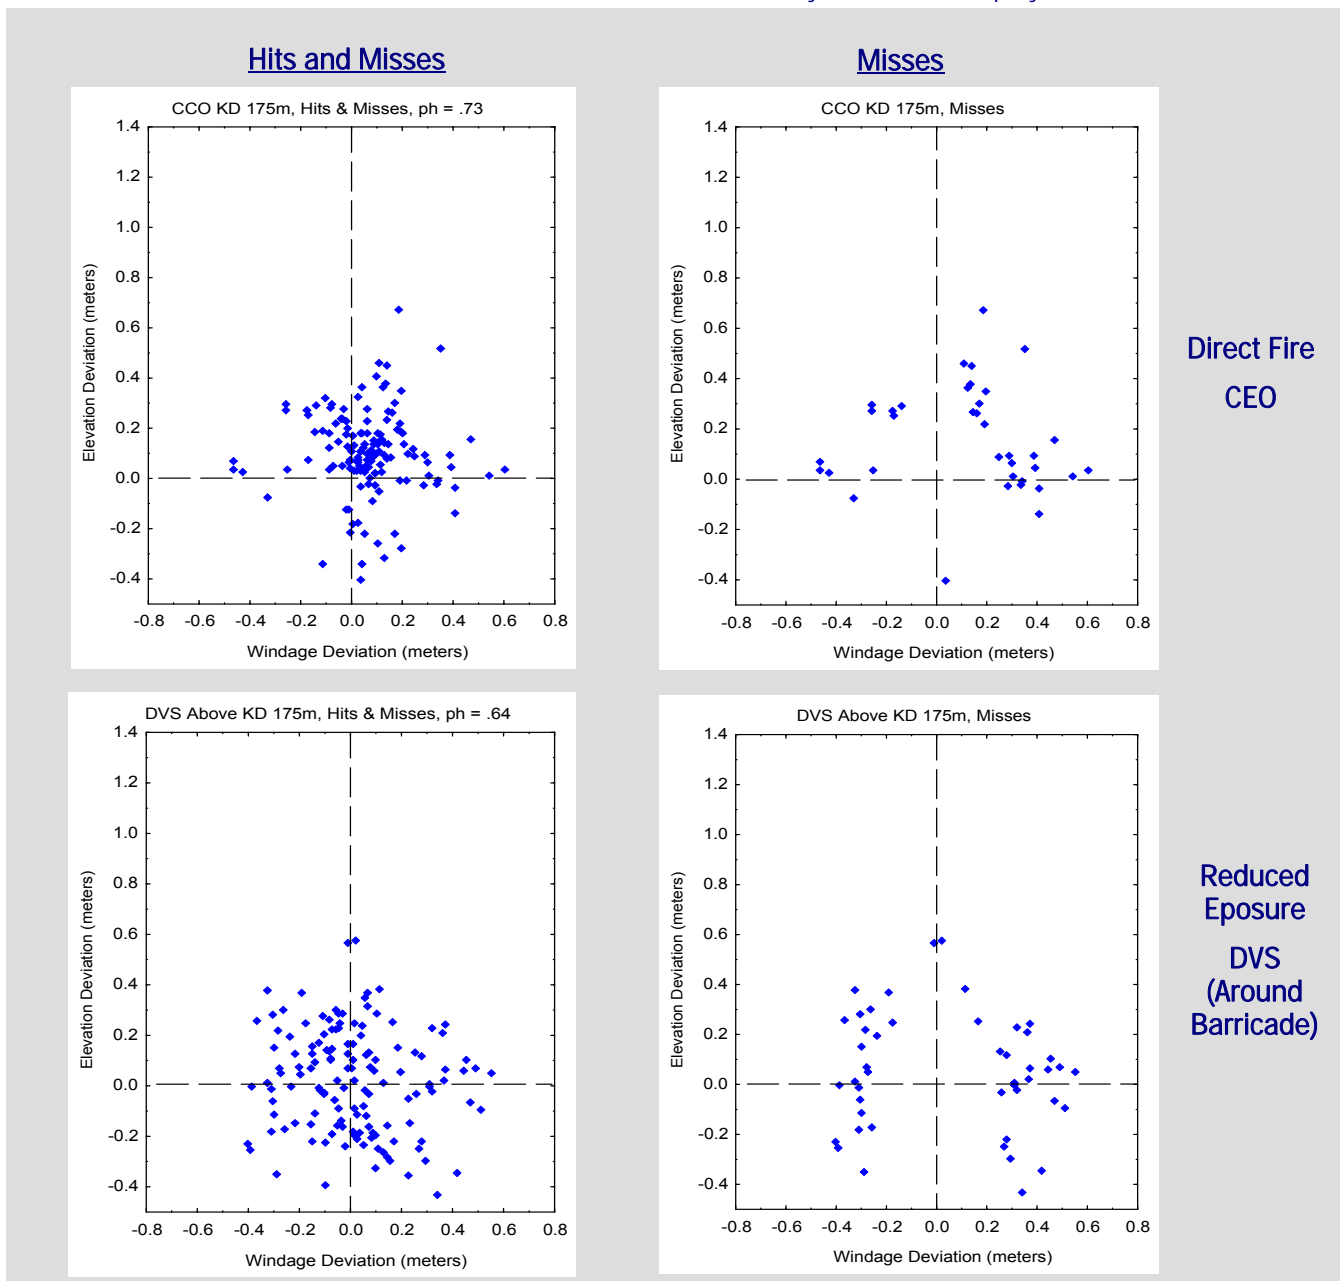 Hits and Misses
Misses
CCO KD 175m, Hits & Misses, ph = .73
1.4
1.2
1.0
0.8
0.6
0.4
0.2
0.0
-0.2
-0.4
-0.8 -0.6 -0.4 -0.2 0.0 0.2 0.4 0.6 0.8
Elevation Deviation (meters)
Windage Deviation (meters)
CCO KD 175m, Misses
1.4
1.2
1.0
0.8
0.6
0.4
0.2
0.0
-0.2
-0.4
-0.8 -0.6 -0.4 -0.2 0.0 0.2 0.4 0.6 0.8
Elevation Deviation (meters)
Windage Deviation (meters)
Direct Fire
CEO
DVS Above KD 175m, Hits & Misses, ph = .64
1.4
1.2
1.0
0.8
0.6
0.4
0.2
0.0
-0.2
-0.4
-0.8 -0.6 -0.4 -0.2 0.0 0.2 0.4 0.6 0.8
Elevation Deviation (meters)
Windage Deviation (meters)
DVS Above KD 175m, Misses
1.4
1.2
1.0
0.8
0.6
0.4
0.2
0.0
-0.2
-0.4
-0.8 -0.6 -0.4 -0.2 0.0 0.2 0.4 0.6 0.8
Elevation Deviation (meters)
Windage Deviation (meters)
Reduced
Eposure
DVS
(Around
Barricade)